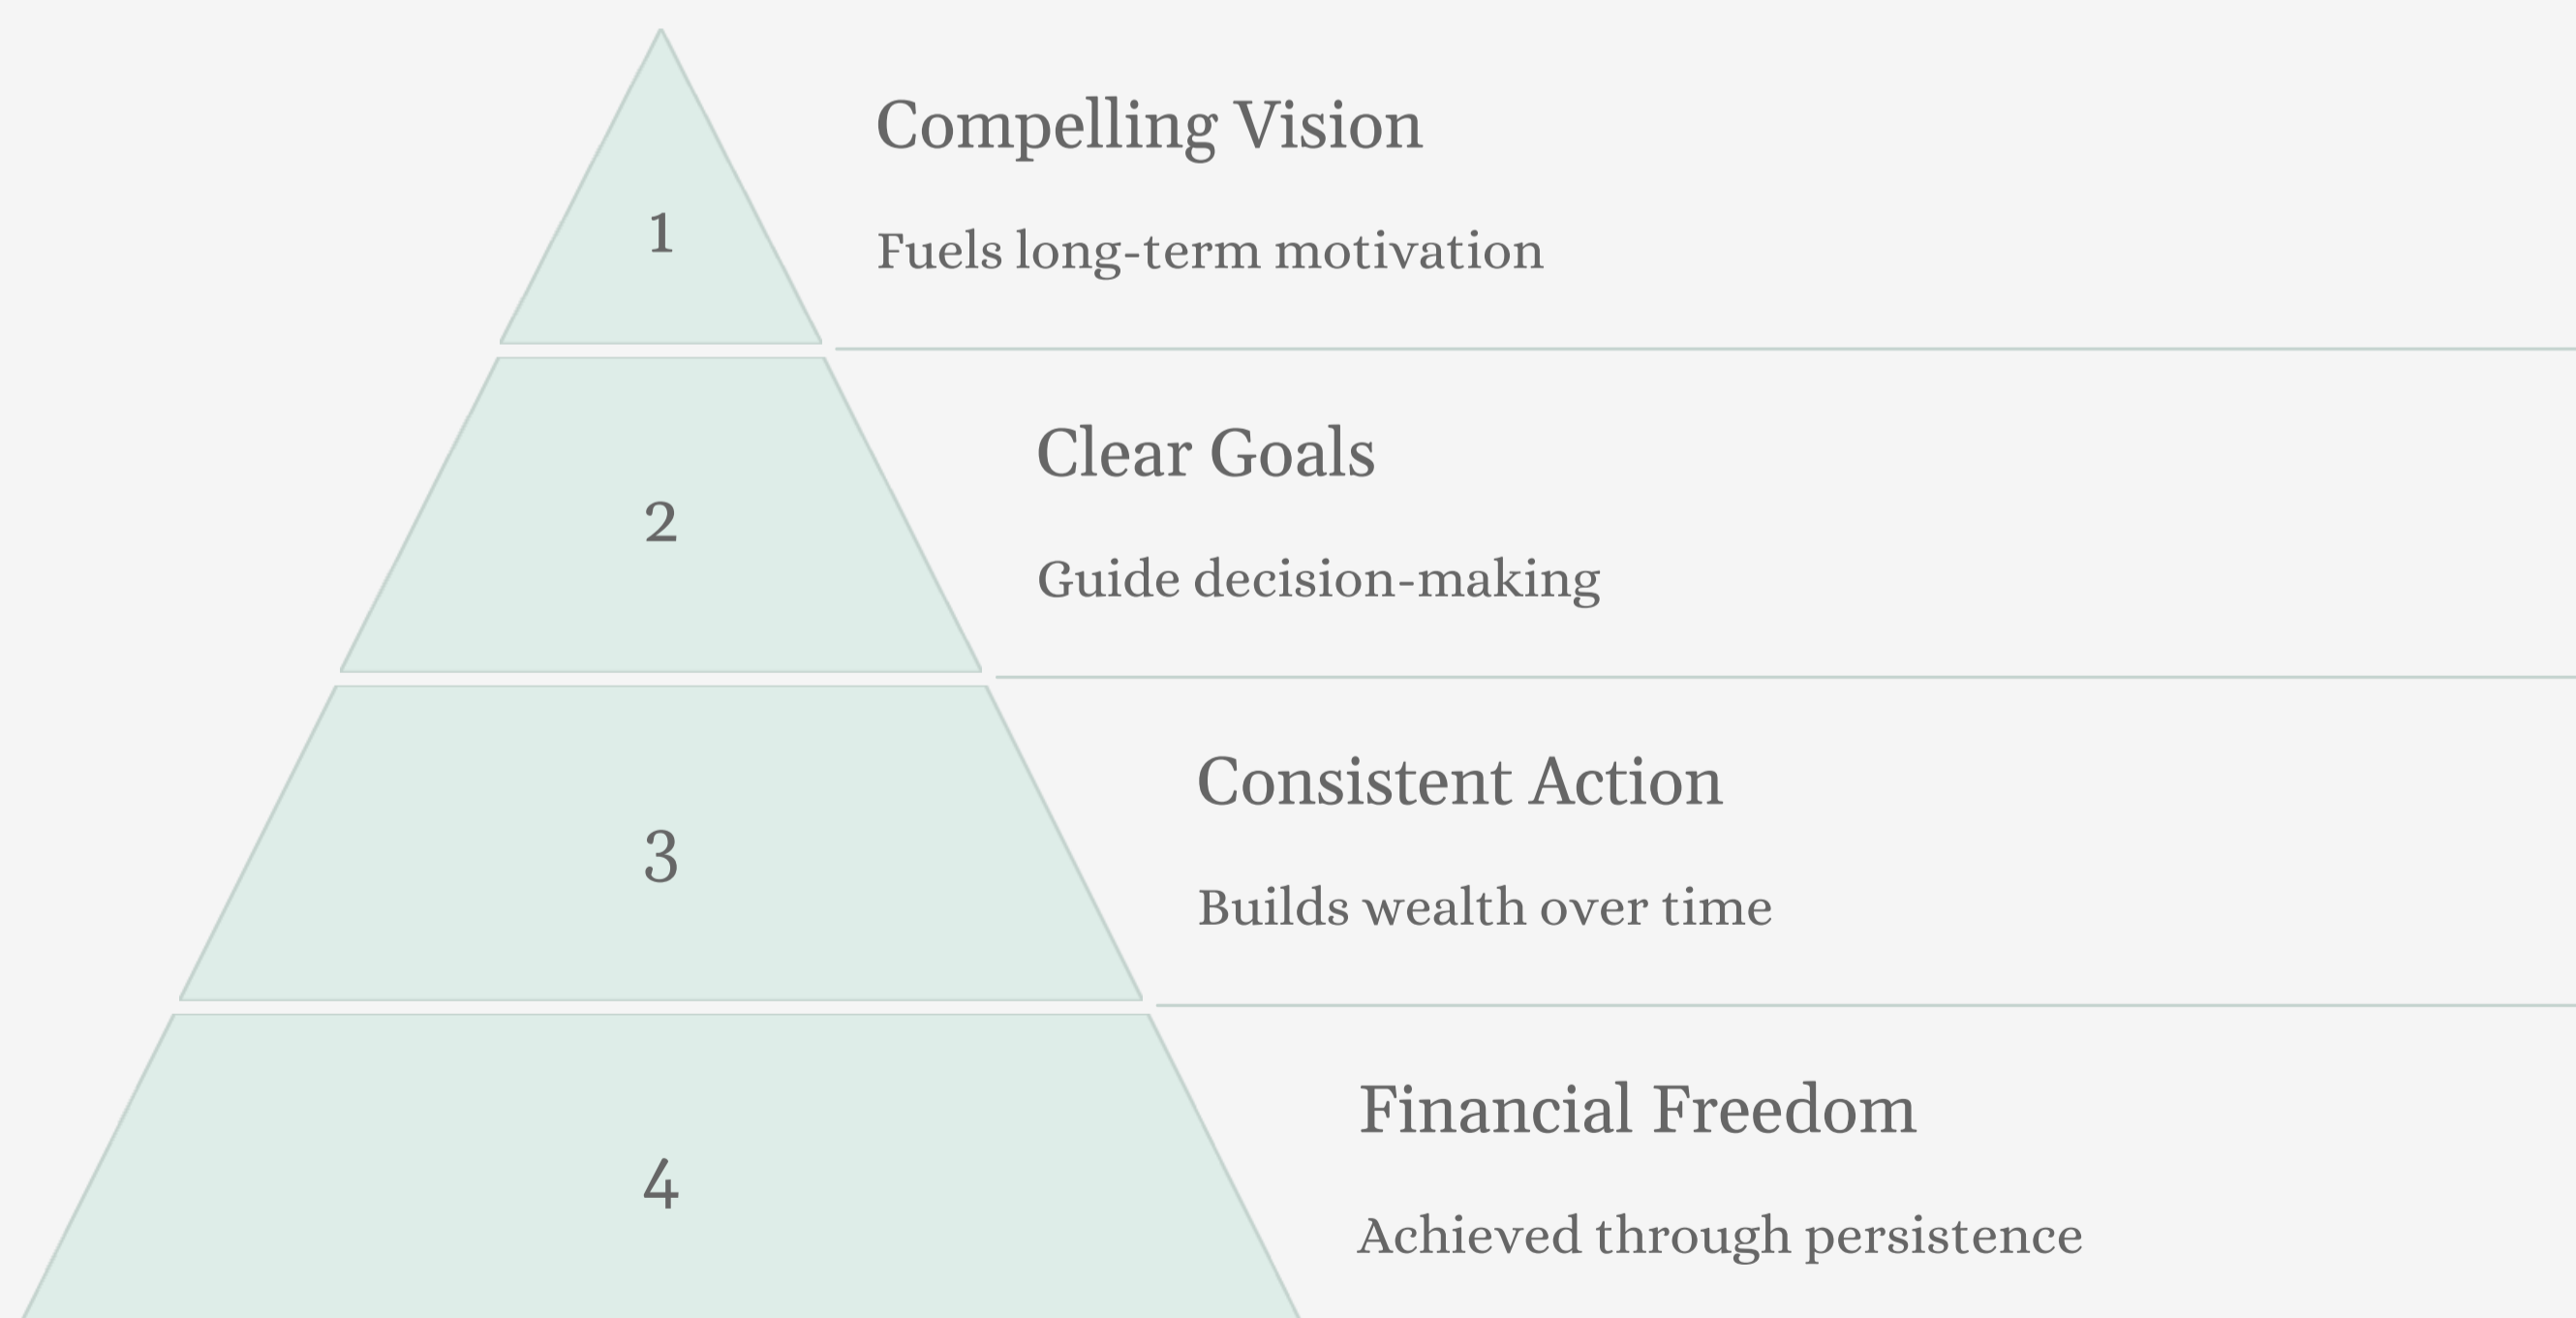 1
Compelling Vision
Fuels long-term motivation
2
Clear Goals
Guide decision-making
3
Consistent Action
Builds wealth over time
4
Financial Freedom
Achieved through persistence